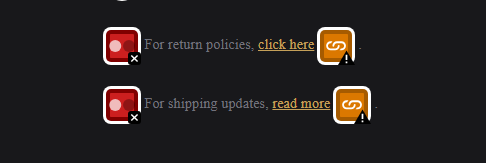 For return policies, click here .
For shipping updates, read more .